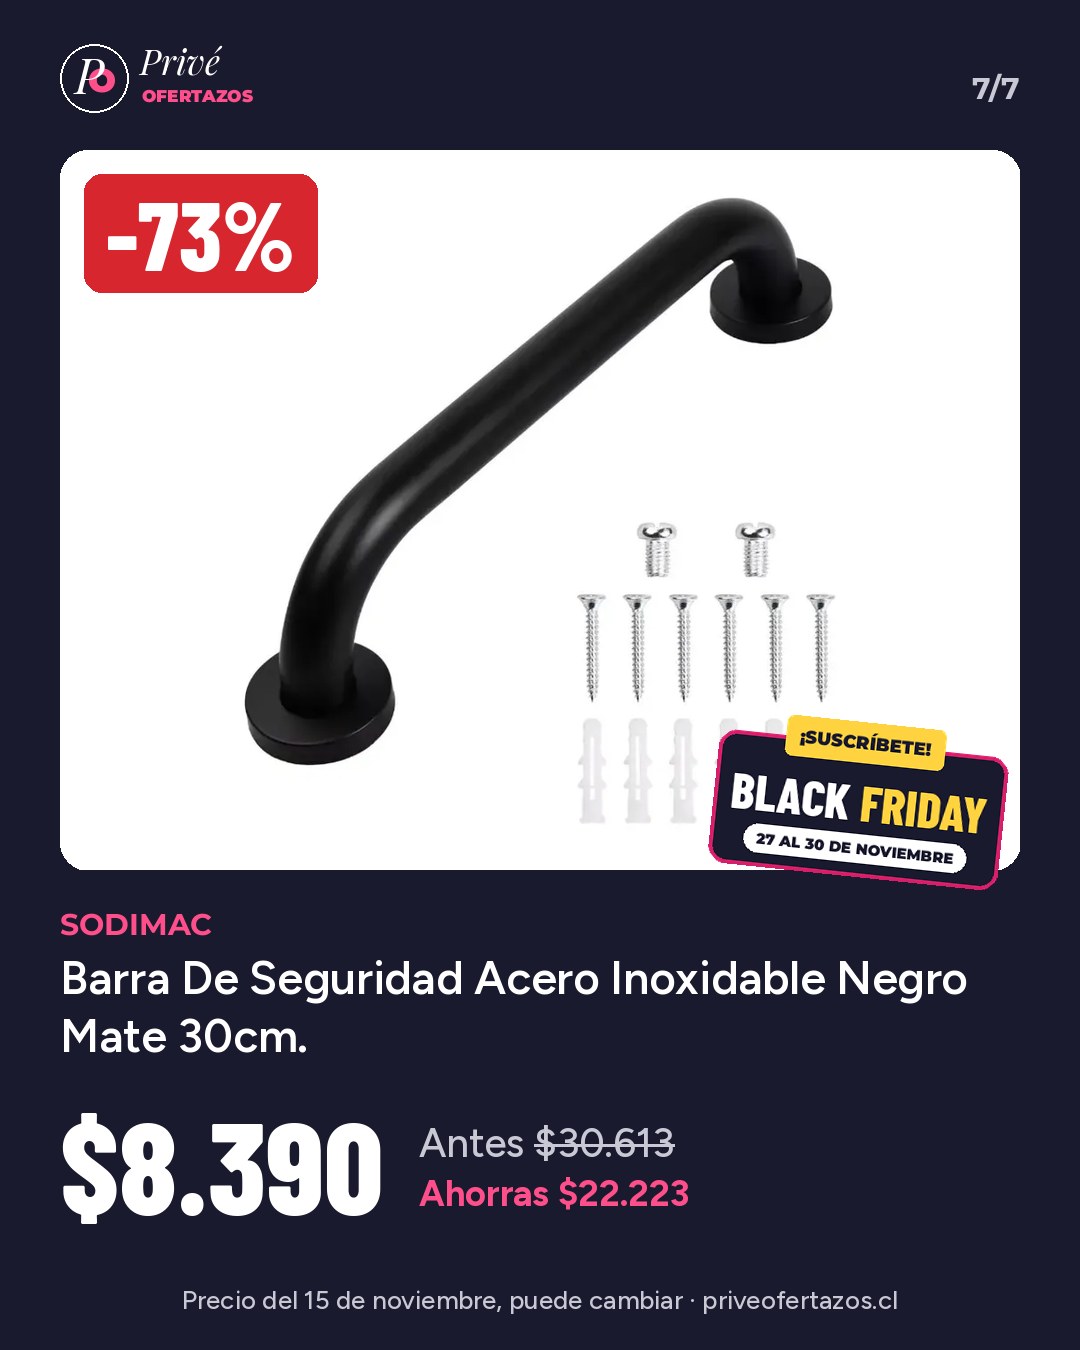 Po Privé
OFERTAZOS
7/7
-73%
¡SUSCRÍBETE!
BLACK FRIDAY
27 AL 30 DE NOVIEMBRE
SODIMAC
Barra De Seguridad Acero Inoxidable Negro
Mate 30cm.
$8.390
Antes $30.613
Ahorras $22.223
Precio del 15 de noviembre, puede cambiar · priveofertazos.cl